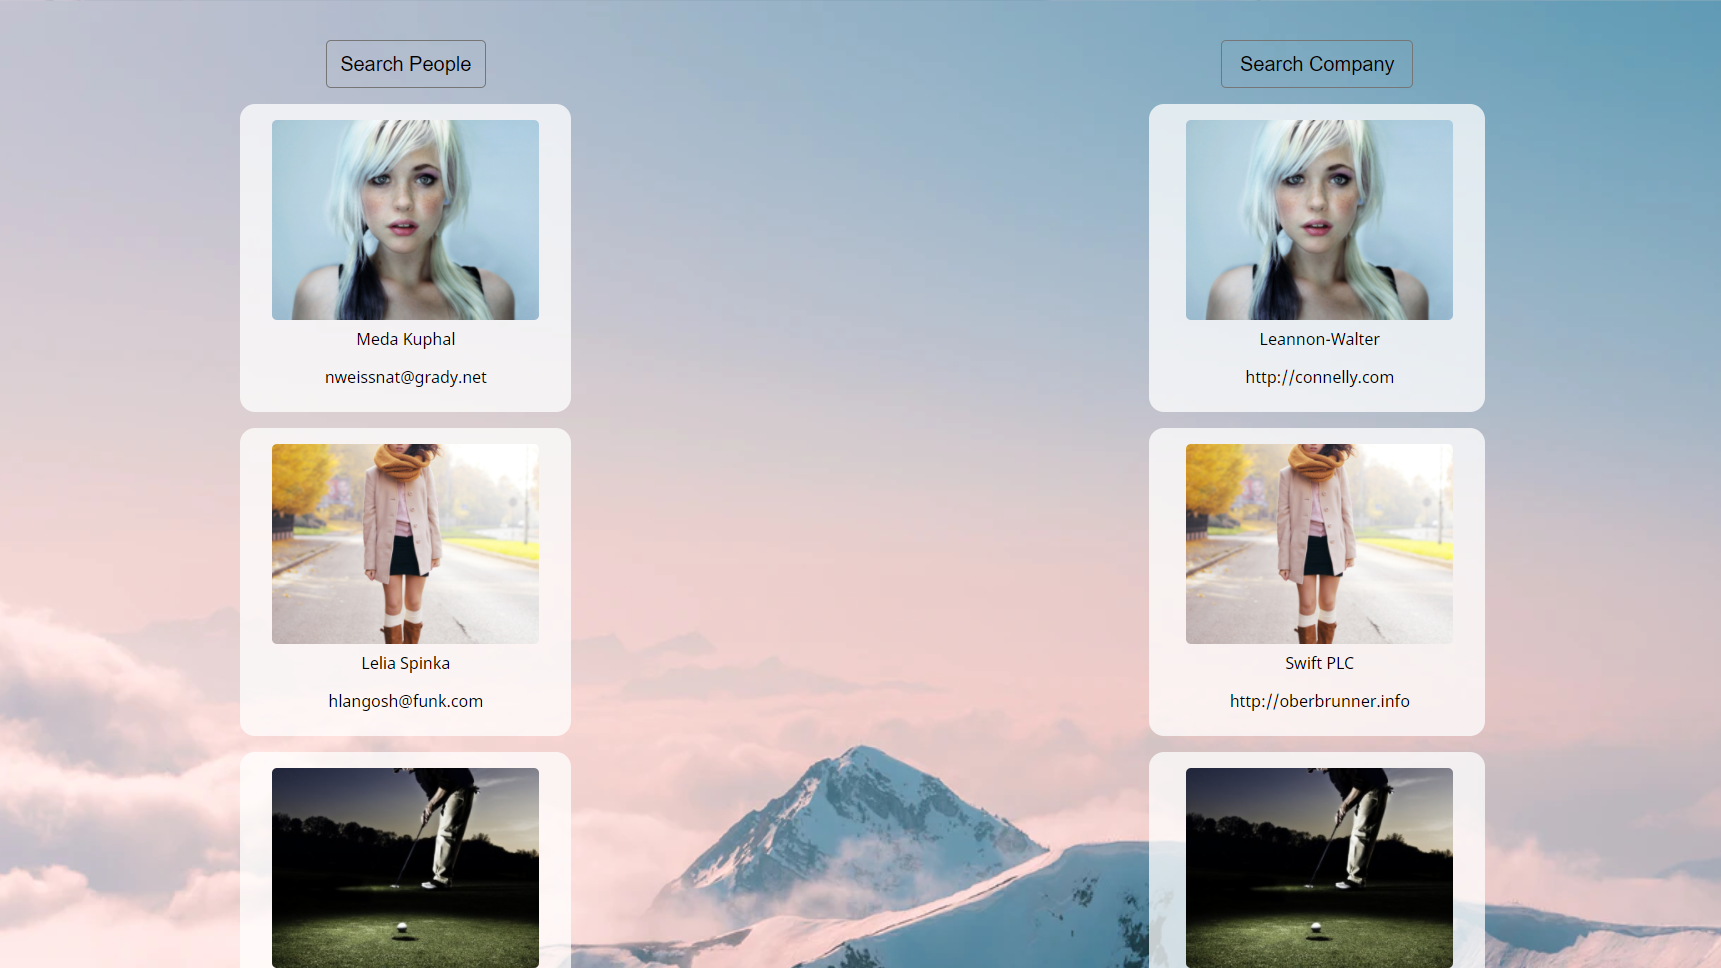 Search People
Search Company
Meda Kuphal
nweissnat@grady.net
Leannon-Walter
http://connelly.com
Lelia Spinka
hlangosh@funk.com
Swift PLC
http://oberbrunner.info